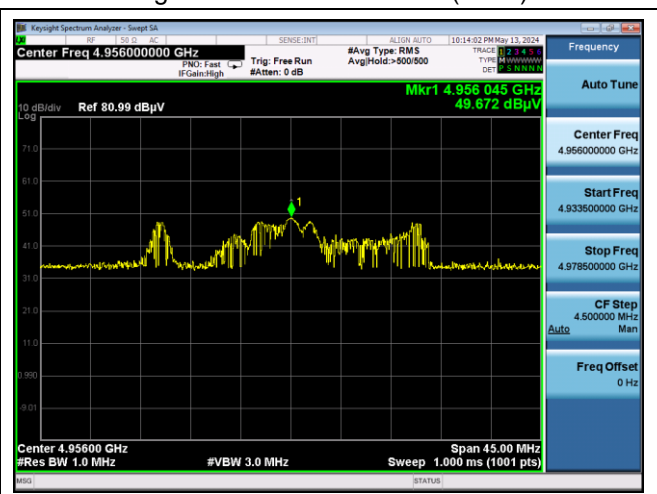 Keysight Spectrum Analyzer - Swept SA
RF 50 Ω AC SENSE:INT ALIGN AUTO 10:14:02 PM May 13, 2024
Center Freq 4.956000000 GHz
PNO: Fast
IFGain:High
Trig: Free Run
#Atten: 0 dB
#Avg Type: RMS
Avg|Hold:>500/500
TRACE 1 2 3 4 5 6
TYPE M WWWWW
DET P S N N N N
Frequency
Mkr1 4.956 045 GHz
49.672 dBµV
10 dB/div
Log
Ref 80.99 dBµV
71.0
61.0
51.0
41.0
31.0
21.0
11.0
0.990
-9.01
1
Center 4.95600 GHz
#Res BW 1.0 MHz
#VBW 3.0 MHz
Span 45.00 MHz
Sweep 1.000 ms (1001 pts)
Auto Tune
Center Freq
4.956000000 GHz
Start Freq
4.933500000 GHz
Stop Freq
4.978500000 GHz
CF Step
4.500000 MHz
Auto Man
Freq Offset
0 Hz
MSG STATUS